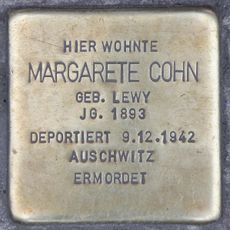 HIER WOHNTE
MARGARETE COHN
GEB. LEWY
JG. 1893
DEPORTIERT 9.12.1942
AUSCHWITZ
ERMORDET